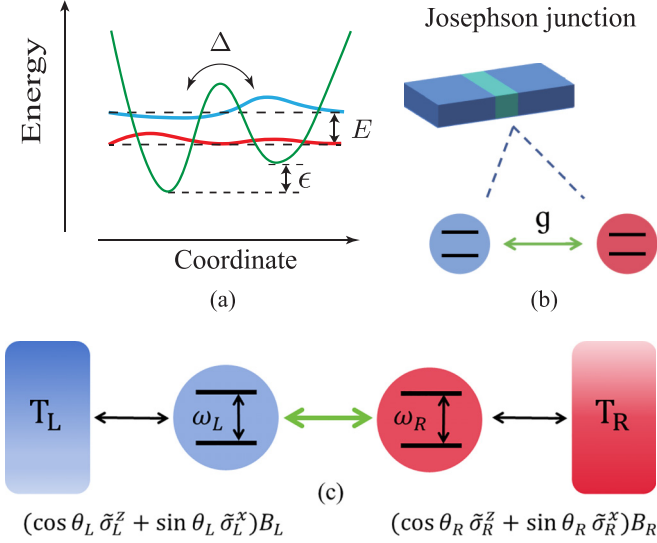 Energy
Δ
E
ϵ
Coordinate
(a)
Josephson junction
g
(b)
T_L
ω_L
ω_R
T_R
(c)
(cos θ_L σ̃_L^z + sin θ_L σ̃_L^x)B_L
(cos θ_R σ̃_R^z + sin θ_R σ̃_R^x)B_R